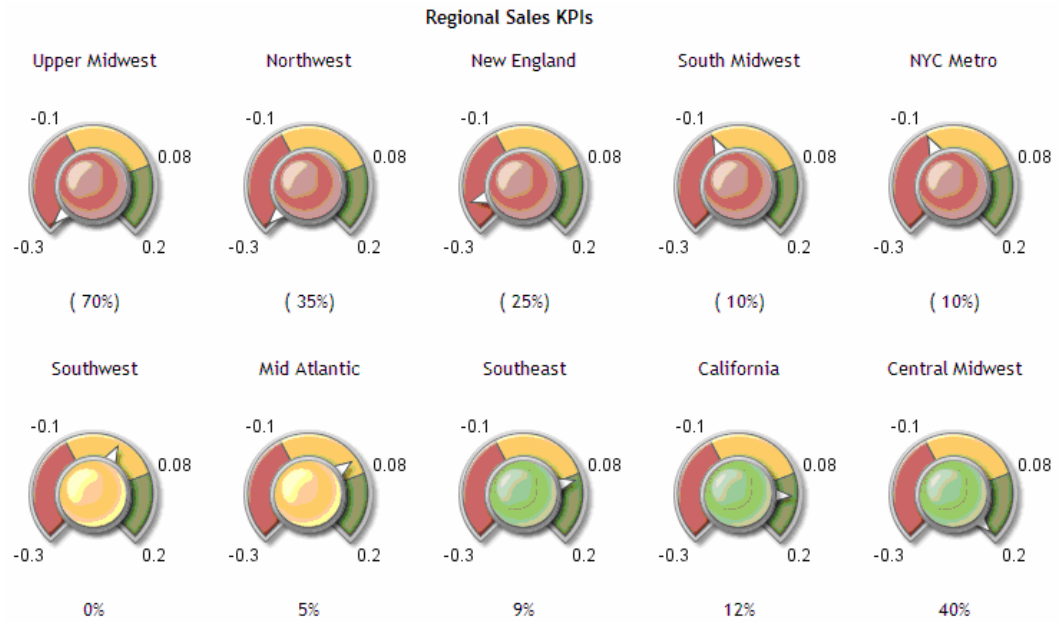 Regional Sales KPIs
Upper Midwest Northwest New England South Midwest NYC Metro
-0.1 -0.1 -0.1 -0.1 -0.1
0.08 0.08 0.08 0.08 0.08
-0.3 0.2 -0.3 0.2 -0.3 0.2 -0.3 0.2 -0.3 0.2
( 70%) ( 35%) ( 25%) ( 10%) ( 10%)
Southwest Mid Atlantic Southeast California Central Midwest
-0.1 -0.1 -0.1 -0.1 -0.1
0.08 0.08 0.08 0.08 0.08
-0.3 0.2 -0.3 0.2 -0.3 0.2 -0.3 0.2 -0.3 0.2
0% 5% 9% 12% 40%